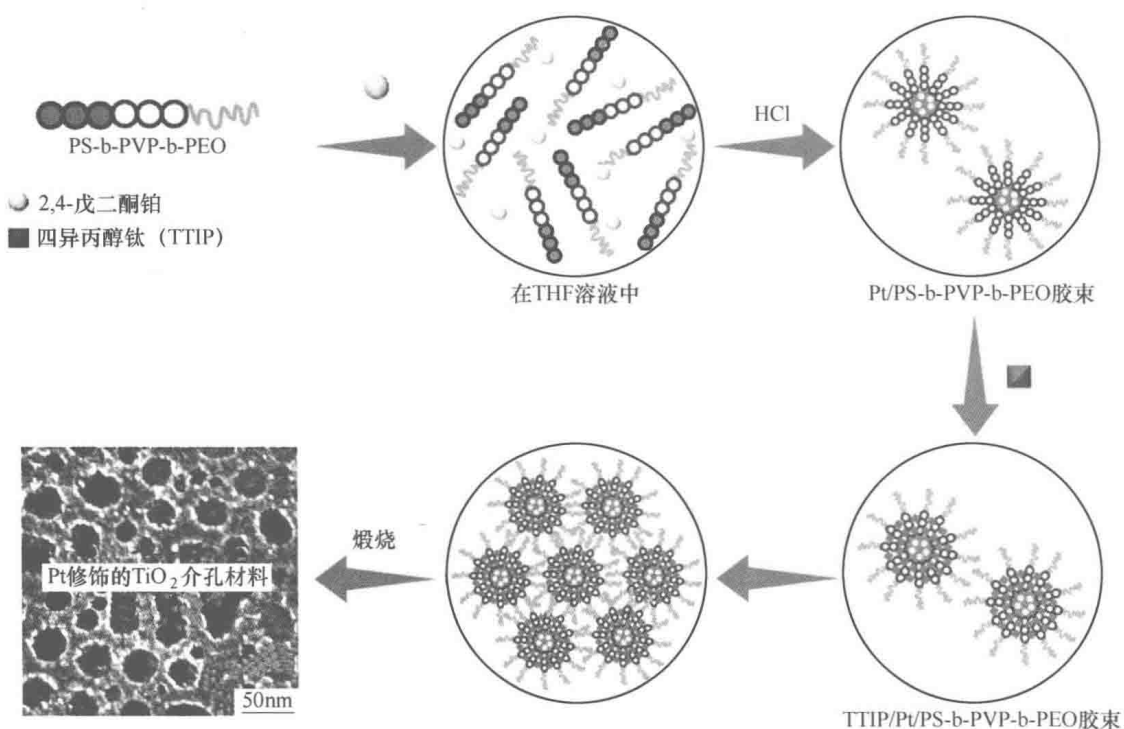 PS-b-PVP-b-PEO
2,4-戊二酮铂
四异丙醇钛（TTIP）
在THF溶液中
HCl
Pt/PS-b-PVP-b-PEO胶束
TTIP/Pt/PS-b-PVP-b-PEO胶束
煅烧
Pt修饰的TiO₂介孔材料
50nm